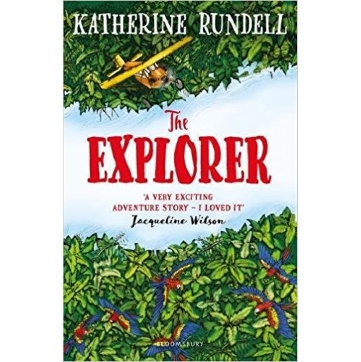 KATHERINE RUNDELL
The
EXPLORER
'A VERY EXCITING
ADVENTURE STORY – I LOVED IT'
Jacqueline Wilson
BLOOMSBURY